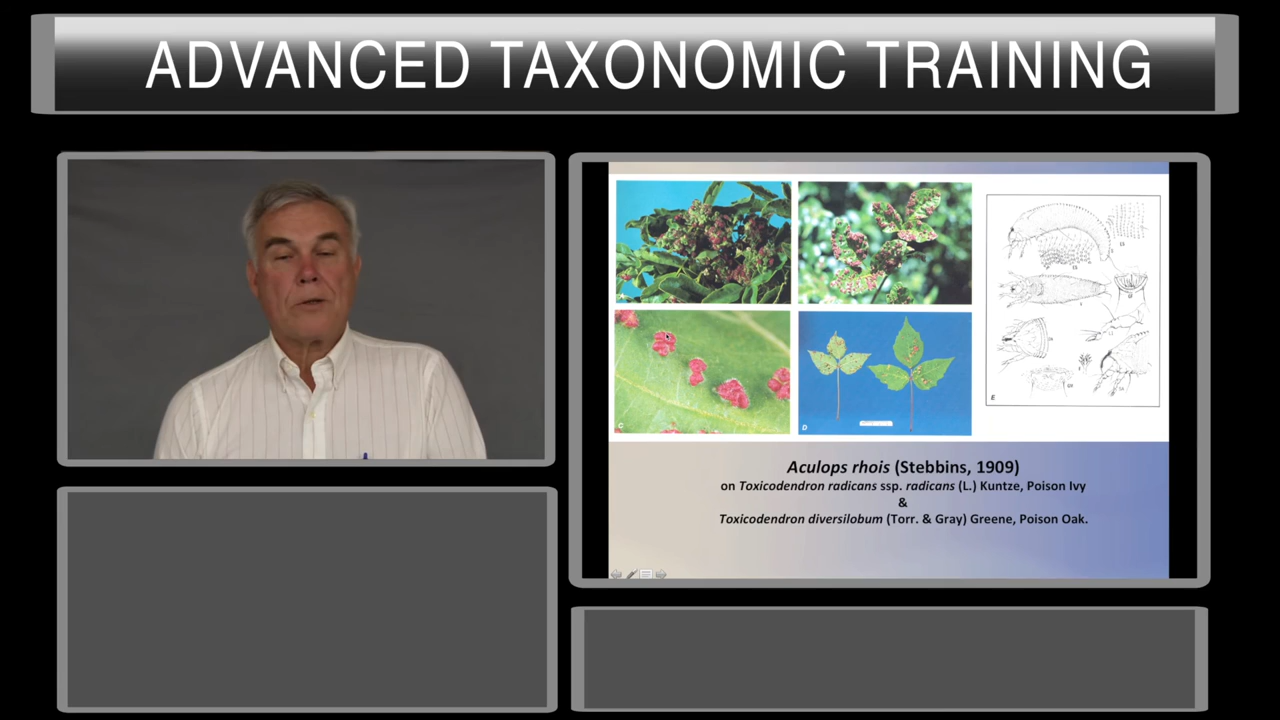 ADVANCED TAXONOMIC TRAINING
C
D
E
Aculops rhois (Stebbins, 1909)
on Toxicodendron radicans ssp. radicans (L.) Kuntze, Poison Ivy
&
Toxicodendron diversilobum (Torr. & Gray) Greene, Poison Oak.